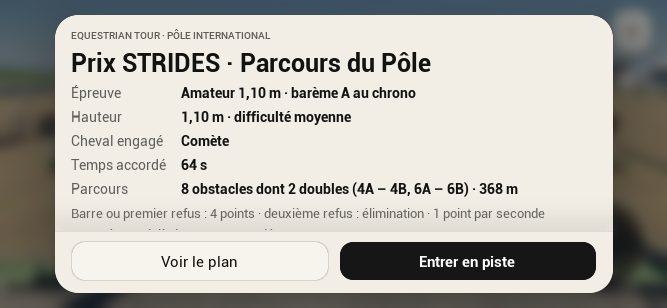 EQUESTRIAN TOUR · PÔLE INTERNATIONAL
Prix STRIDES · Parcours du Pôle
Épreuve Amateur 1,10 m · barème A au chrono
Hauteur 1,10 m · difficulté moyenne
Cheval engagé Comète
Temps accordé 64 s
Parcours 8 obstacles dont 2 doubles (4A – 4B, 6A – 6B) · 368 m
Barre ou premier refus : 4 points · deuxième refus : élimination · 1 point par seconde
Voir le plan
Entrer en piste